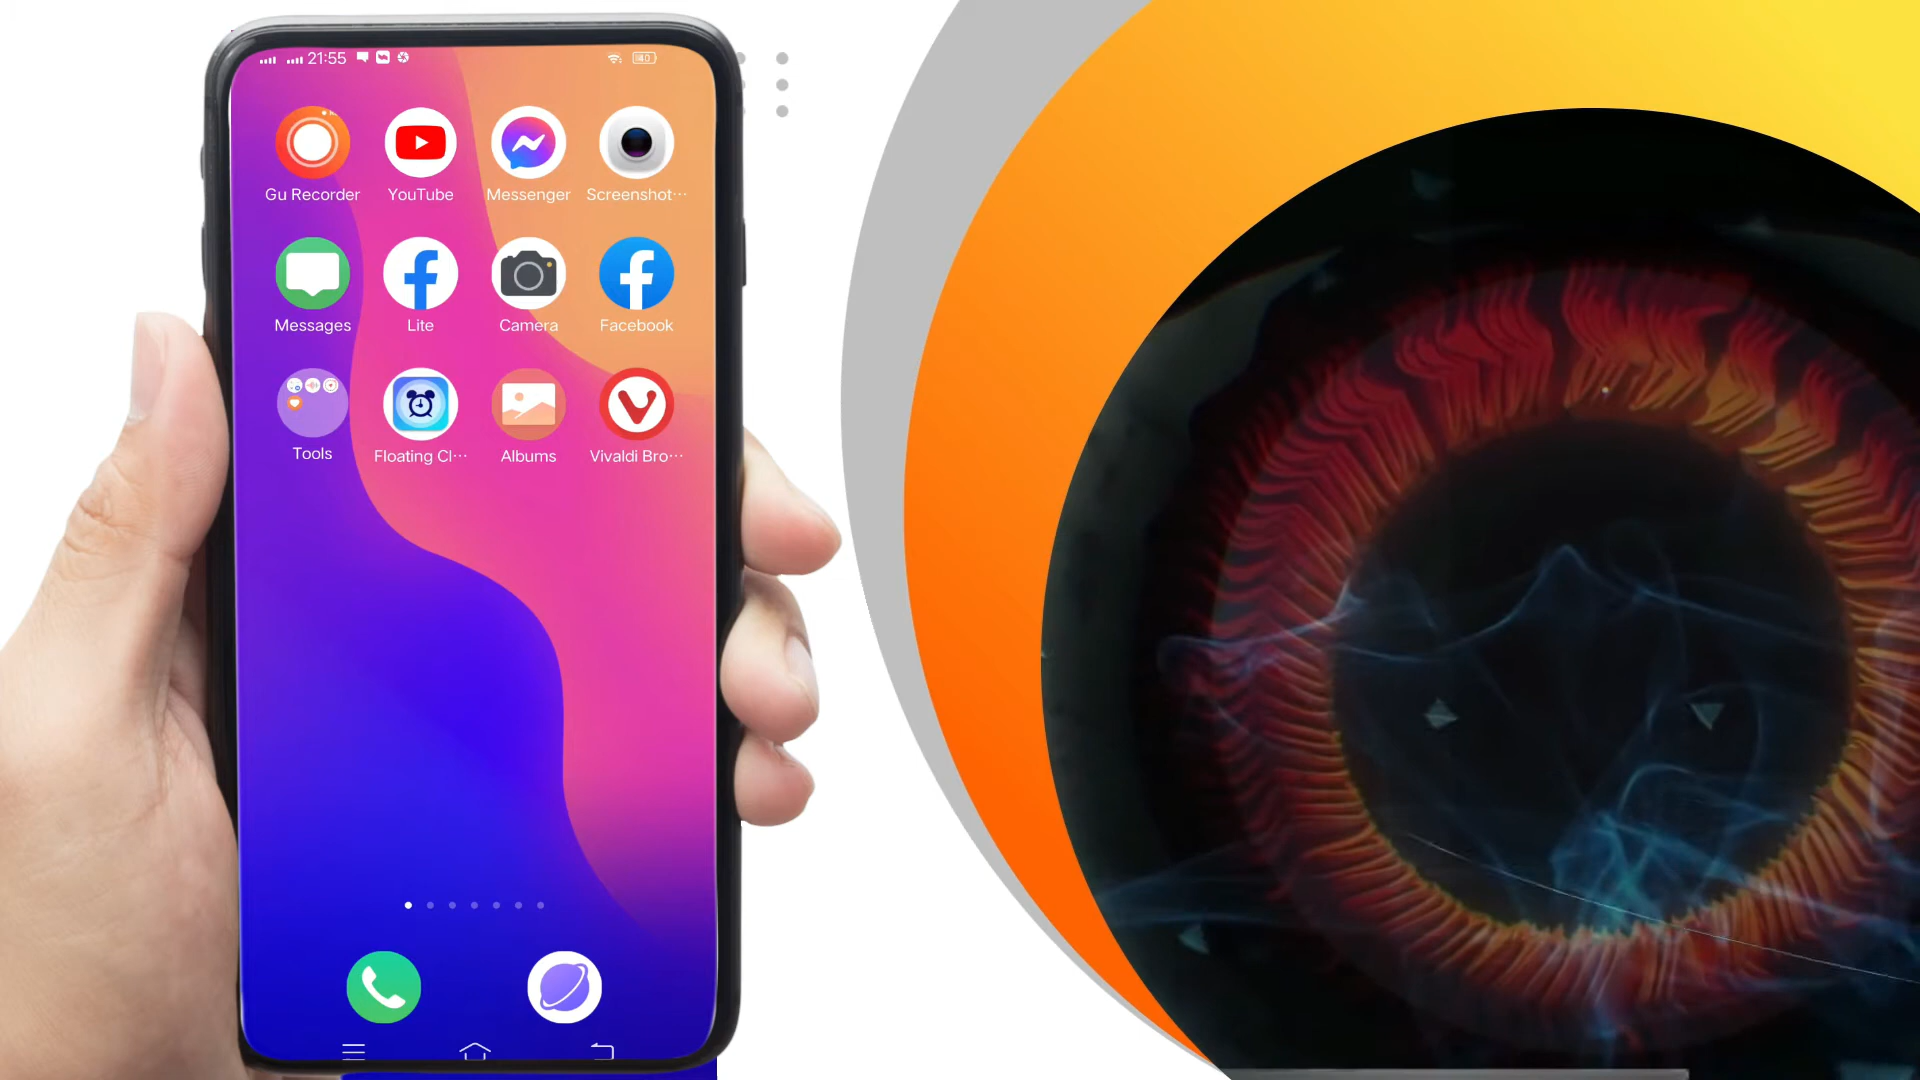 21:55
Gu Recorder YouTube Messenger Screenshot···
Messages Lite Camera Facebook
Tools Floating Cl··· Albums Vivaldi Bro···